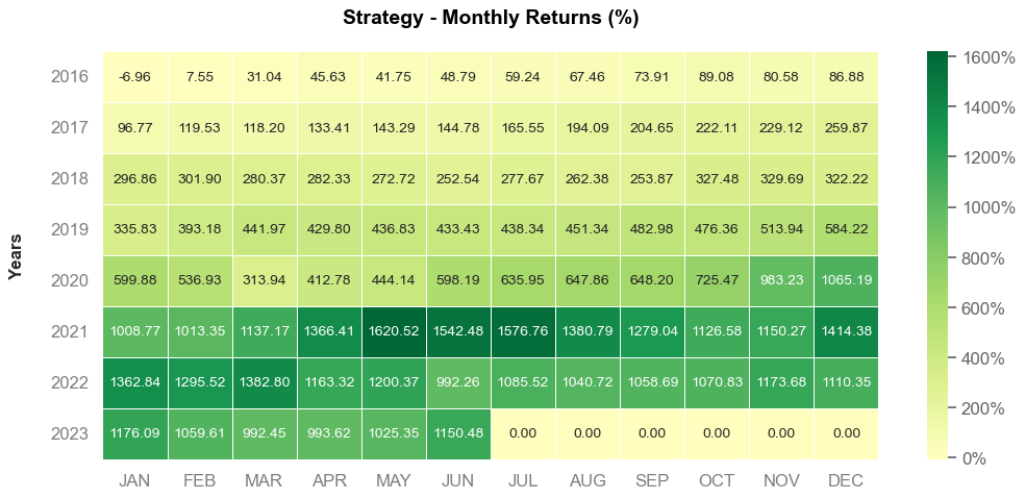 Strategy - Monthly Returns (%)
Years
2016 -6.96 7.55 31.04 45.63 41.75 48.79 59.24 67.46 73.91 89.08 80.58 86.88
2017 96.77 119.53 118.20 133.41 143.29 144.78 165.55 194.09 204.65 222.11 229.12 259.87
2018 296.86 301.90 280.37 282.33 272.72 252.54 277.67 262.38 253.87 327.48 329.69 322.22
2019 335.83 393.18 441.97 429.80 436.83 433.43 438.34 451.34 482.98 476.36 513.94 584.22
2020 599.88 536.93 313.94 412.78 444.14 598.19 635.95 647.86 648.20 725.47 983.23 1065.19
2021 1008.77 1013.35 1137.17 1366.41 1620.52 1542.48 1576.76 1380.79 1279.04 1126.58 1150.27 1414.38
2022 1362.84 1295.52 1382.80 1163.32 1200.37 992.26 1085.52 1040.72 1058.69 1070.83 1173.68 1110.35
2023 1176.09 1059.61 992.45 993.62 1025.35 1150.48 0.00 0.00 0.00 0.00 0.00 0.00
JAN FEB MAR APR MAY JUN JUL AUG SEP OCT NOV DEC
1600%
1400%
1200%
1000%
800%
600%
400%
200%
0%